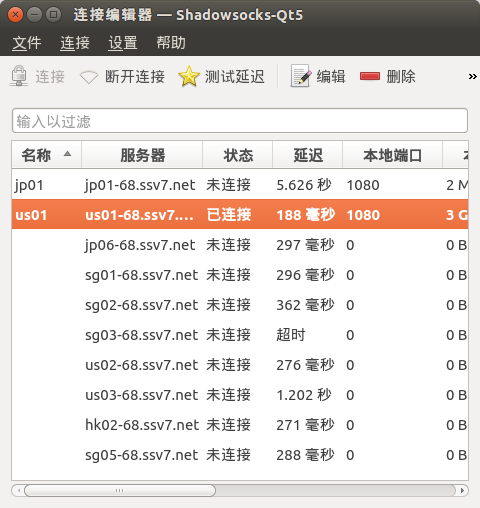 连接编辑器 — Shadowsocks-Qt5
文件 连接 设置 帮助
连接 断开连接 测试延迟 编辑 删除 »
输入以过滤
名称 服务器 状态 延迟 本地端口
jp01 jp01-68.ssv7.net 未连接 5.626 秒 1080 2 M
us01 us01-68.ssv7.... 已连接 188 毫秒 1080 3 G
jp06-68.ssv7.net 未连接 297 毫秒 0 0 B
sg01-68.ssv7.net 未连接 296 毫秒 0 0 B
sg02-68.ssv7.net 未连接 362 毫秒 0 0 B
sg03-68.ssv7.net 未连接 超时 0 0 B
us02-68.ssv7.net 未连接 276 毫秒 0 0 B
us03-68.ssv7.net 未连接 1.202 秒 0 0 B
hk02-68.ssv7.net 未连接 271 毫秒 0 0 B
sg05-68.ssv7.net 未连接 288 毫秒 0 0 B